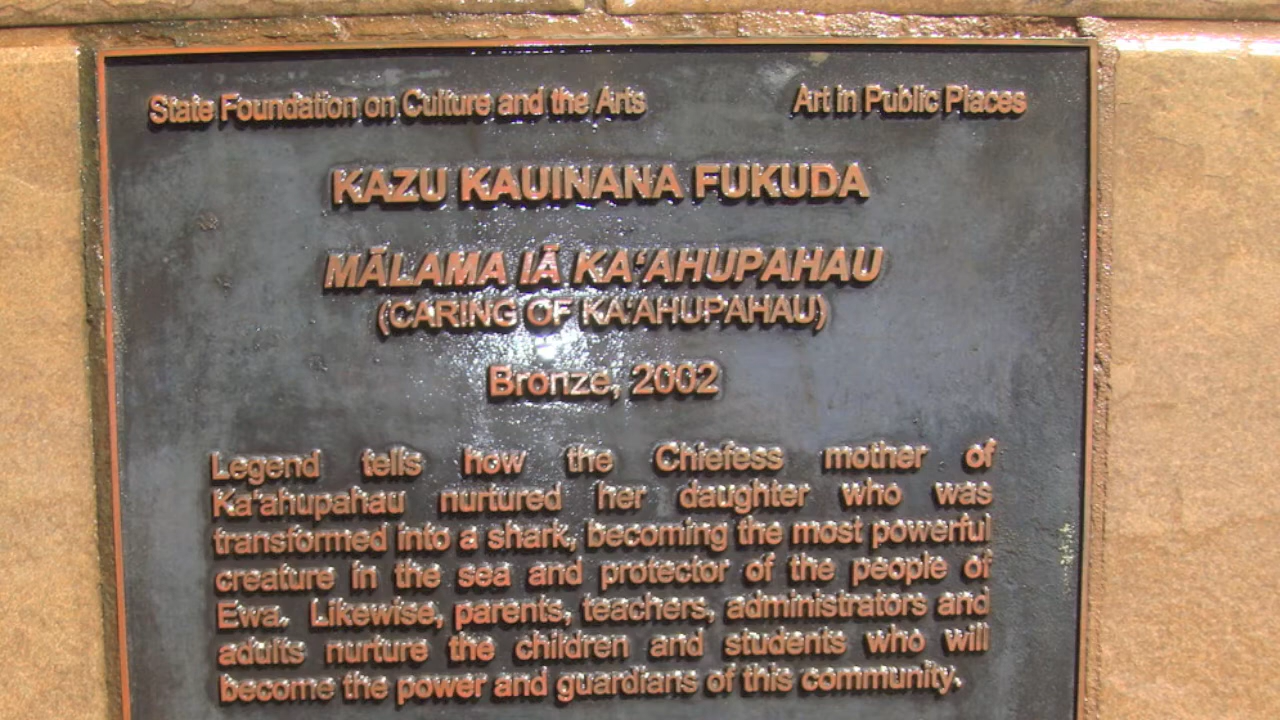 State Foundation on Culture and the Arts Art in Public Places
KAZU KAUINANA FUKUDA
MĀLAMA IĀ KA‘AHUPAHAU
(CARING OF KA‘AHUPAHAU)
Bronze, 2002
Legend tells how the Chiefess mother of
Ka‘ahupahau nurtured her daughter who was
transformed into a shark, becoming the most powerful
creature in the sea and protector of the people of
Ewa. Likewise, parents, teachers, administrators and
adults nurture the children and students who will
become the power and guardians of this community.